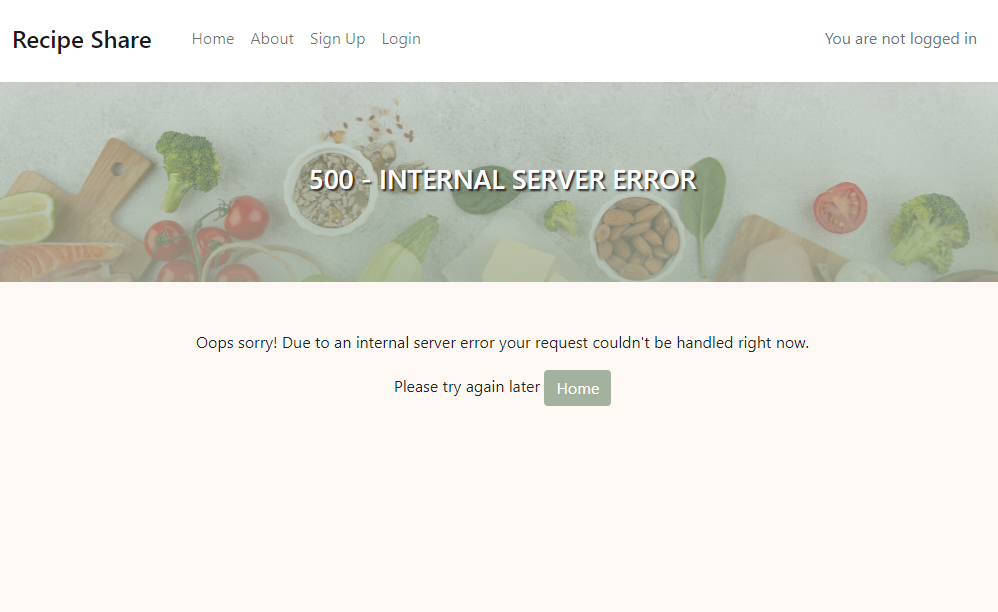 Recipe Share Home About Sign Up Login You are not logged in
500 - INTERNAL SERVER ERROR
Oops sorry! Due to an internal server error your request couldn't be handled right now.
Please try again later Home